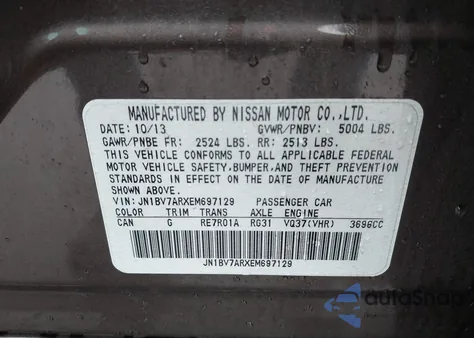 MANUFACTURED BY NISSAN MOTOR CO.,LTD.
DATE: 10/13 GVWR/PNBV: 5004 LBS.
GAWR/PNBE FR: 2524 LBS. RR: 2513 LBS.
THIS VEHICLE CONFORMS TO ALL APPLICABLE FEDERAL
MOTOR VEHICLE SAFETY,BUMPER,AND THEFT PREVENTION
STANDARDS IN EFFECT ON THE DATE OF MANUFACTURE
SHOWN ABOVE.
VIN: JN1BV7ARXEM697129 PASSENGER CAR
COLOR TRIM TRANS AXLE ENGINE
CAN G RE7R01A RG31 VQ37(VHR) 3696CC
JN1BV7ARXEM697129
autoSnap